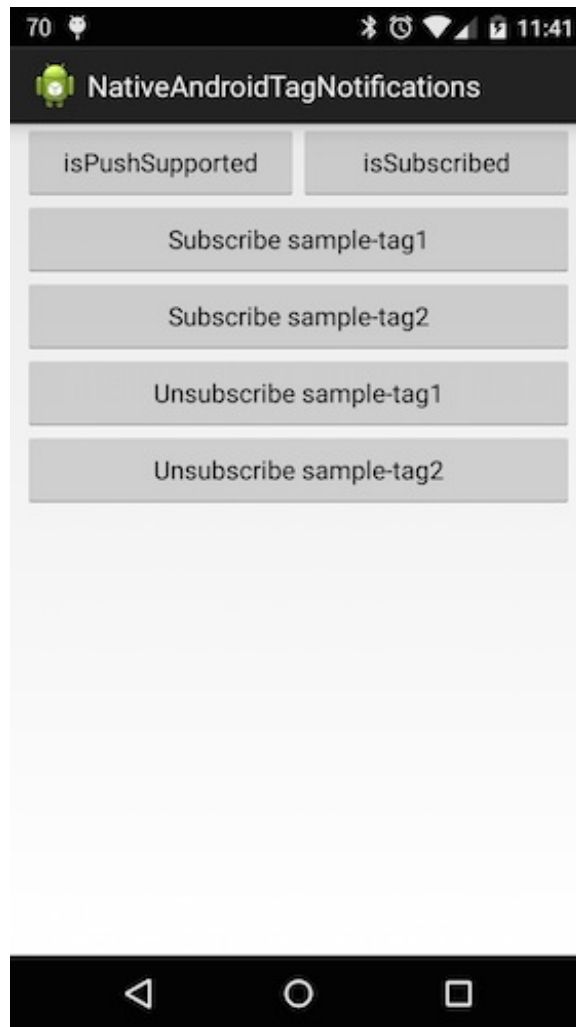 70 11:41
NativeAndroidTagNotifications
isPushSupported isSubscribed
Subscribe sample-tag1
Subscribe sample-tag2
Unsubscribe sample-tag1
Unsubscribe sample-tag2